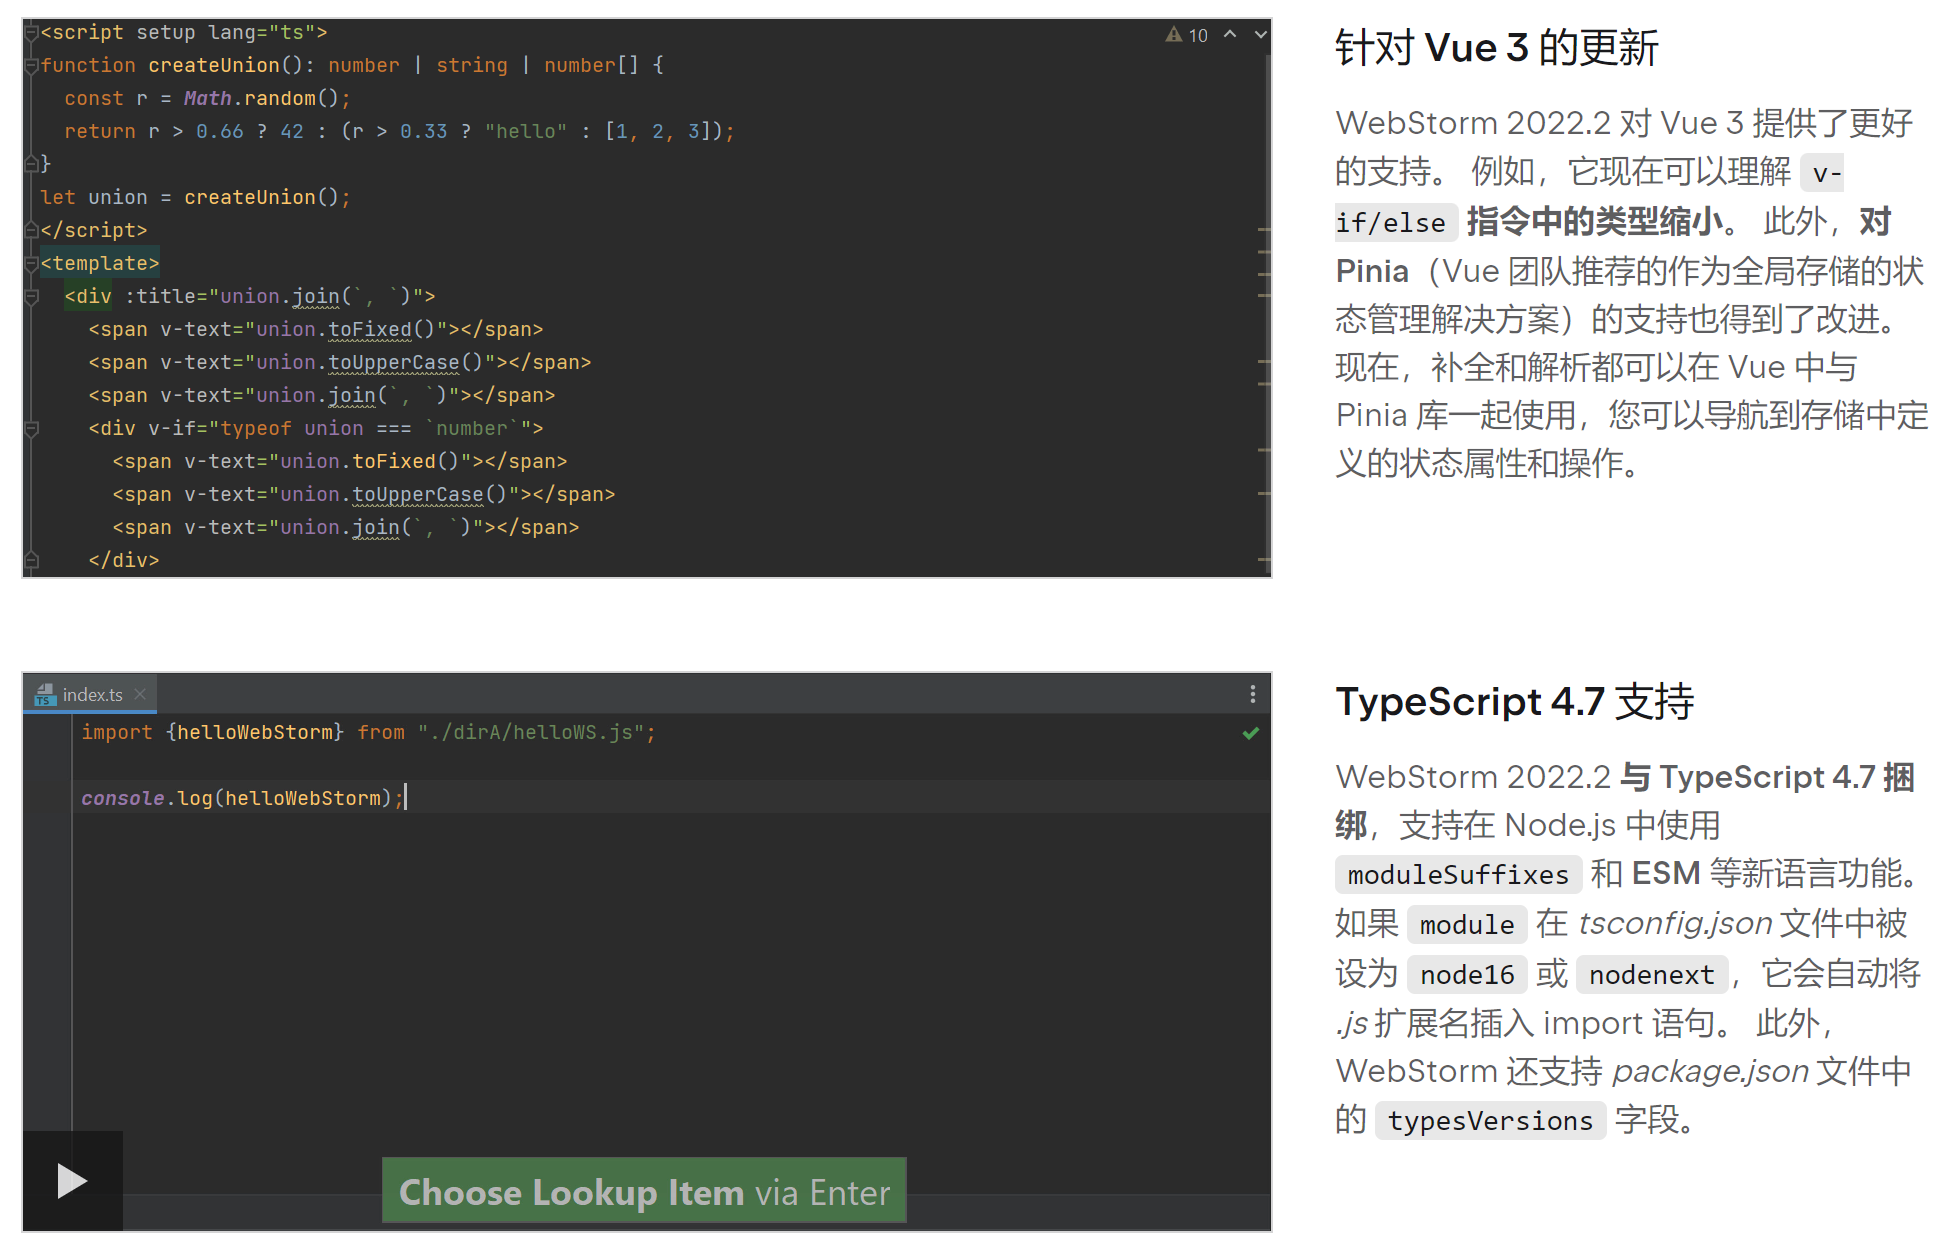 <script setup lang="ts">
function createUnion(): number | string | number[] {
const r = Math.random();
return r > 0.66 ? 42 : (r > 0.33 ? "hello" : [1, 2, 3]);
}
let union = createUnion();
</script>
<template>
<div :title="union.join(`, `)">
<span v-text="union.toFixed()"></span>
<span v-text="union.toUpperCase()"></span>
<span v-text="union.join(`, `)"></span>
<div v-if="typeof union === `number`">
<span v-text="union.toFixed()"></span>
<span v-text="union.toUpperCase()"></span>
<span v-text="union.join(`, `)"></span>
</div>
10
针对 Vue 3 的更新
WebStorm 2022.2 对 Vue 3 提供了更好
的支持。 例如，它现在可以理解 v-
if/else 指令中的类型缩小。 此外，对
Pinia（Vue 团队推荐的作为全局存储的状
态管理解决方案）的支持也得到了改进。
现在，补全和解析都可以在 Vue 中与
Pinia 库一起使用，您可以导航到存储中定
义的状态属性和操作。
TS index.ts
import {helloWebStorm} from "./dirA/helloWS.js";
console.log(helloWebStorm);
Choose Lookup Item via Enter
TypeScript 4.7 支持
WebStorm 2022.2 与 TypeScript 4.7 捆
绑，支持在 Node.js 中使用
moduleSuffixes 和 ESM 等新语言功能。
如果 module 在 tsconfig.json 文件中被
设为 node16 或 nodenext，它会自动将
.js 扩展名插入 import 语句。 此外，
WebStorm 还支持 package.json 文件中
的 typesVersions 字段。